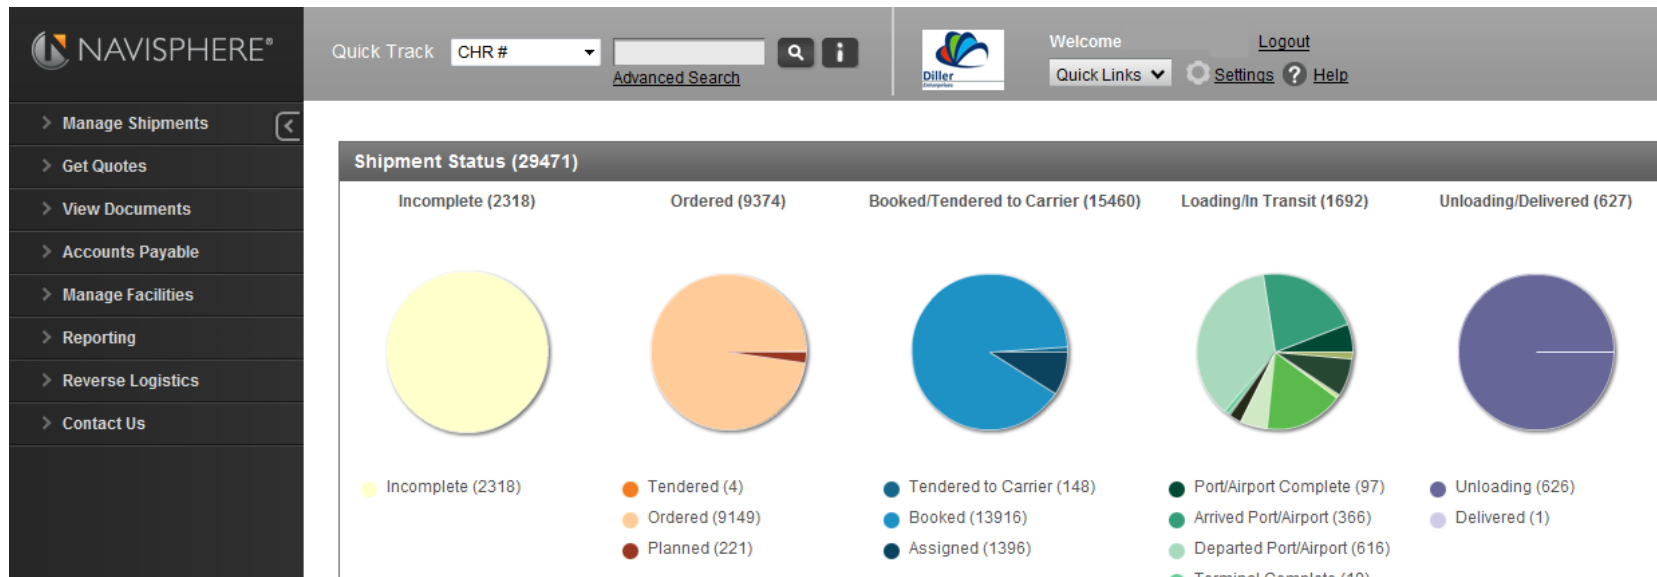 NAVISPHERE®
Quick Track CHR #
Advanced Search
Diller
Welcome Logout
Quick Links Settings Help
Manage Shipments
Get Quotes
View Documents
Accounts Payable
Manage Facilities
Reporting
Reverse Logistics
Contact Us
Shipment Status (29471)
Incomplete (2318)
Ordered (9374)
Booked/Tendered to Carrier (15460)
Loading/In Transit (1692)
Unloading/Delivered (627)
Incomplete (2318)
Tendered (4)
Ordered (9149)
Planned (221)
Tendered to Carrier (148)
Booked (13916)
Assigned (1396)
Port/Airport Complete (97)
Arrived Port/Airport (366)
Departed Port/Airport (616)
Unloading (626)
Delivered (1)